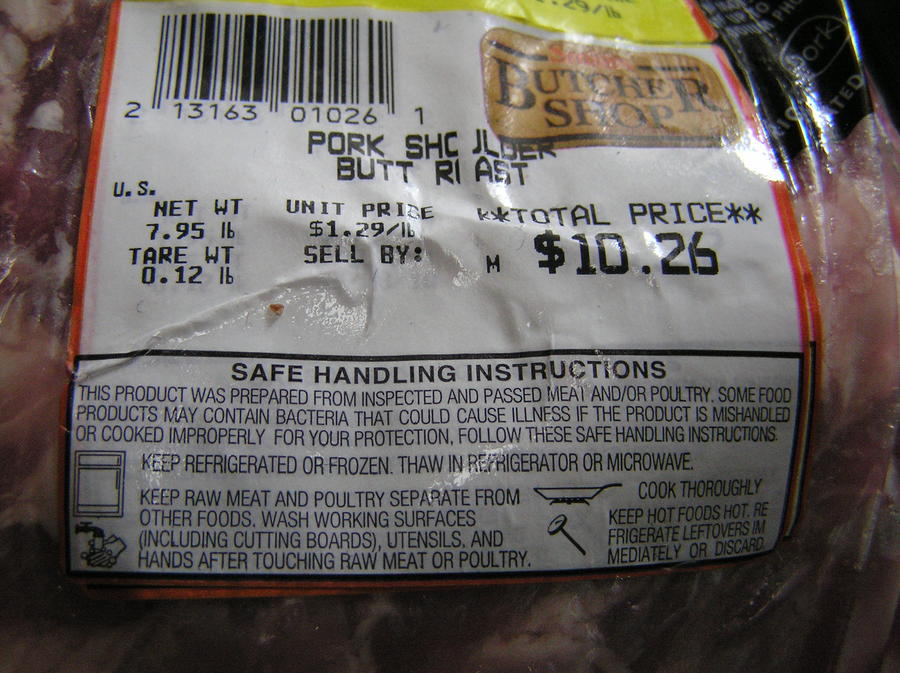 1.29/lb
BUTCHER
SHOP
2 13163 01026 1
PORK SHO JLDER
BUTT RI AST
U.S.
NET WT UNIT PRICE **TOTAL PRICE**
7.95 lb $1.29/lb M $10.26
TARE WT SELL BY:
0.12 lb
SAFE HANDLING INSTRUCTIONS
THIS PRODUCT WAS PREPARED FROM INSPECTED AND PASSED MEAT AND/OR POULTRY. SOME FOOD
PRODUCTS MAY CONTAIN BACTERIA THAT COULD CAUSE ILLNESS IF THE PRODUCT IS MISHANDLED
OR COOKED IMPROPERLY FOR YOUR PROTECTION, FOLLOW THESE SAFE HANDLING INSTRUCTIONS.
KEEP REFRIGERATED OR FROZEN. THAW IN REFRIGERATOR OR MICROWAVE.
KEEP RAW MEAT AND POULTRY SEPARATE FROM
OTHER FOODS. WASH WORKING SURFACES
(INCLUDING CUTTING BOARDS), UTENSILS, AND
HANDS AFTER TOUCHING RAW MEAT OR POULTRY.
COOK THOROUGHLY
KEEP HOT FOODS HOT. RE
FRIGERATE LEFTOVERS IM
MEDIATELY OR DISCARD
pork